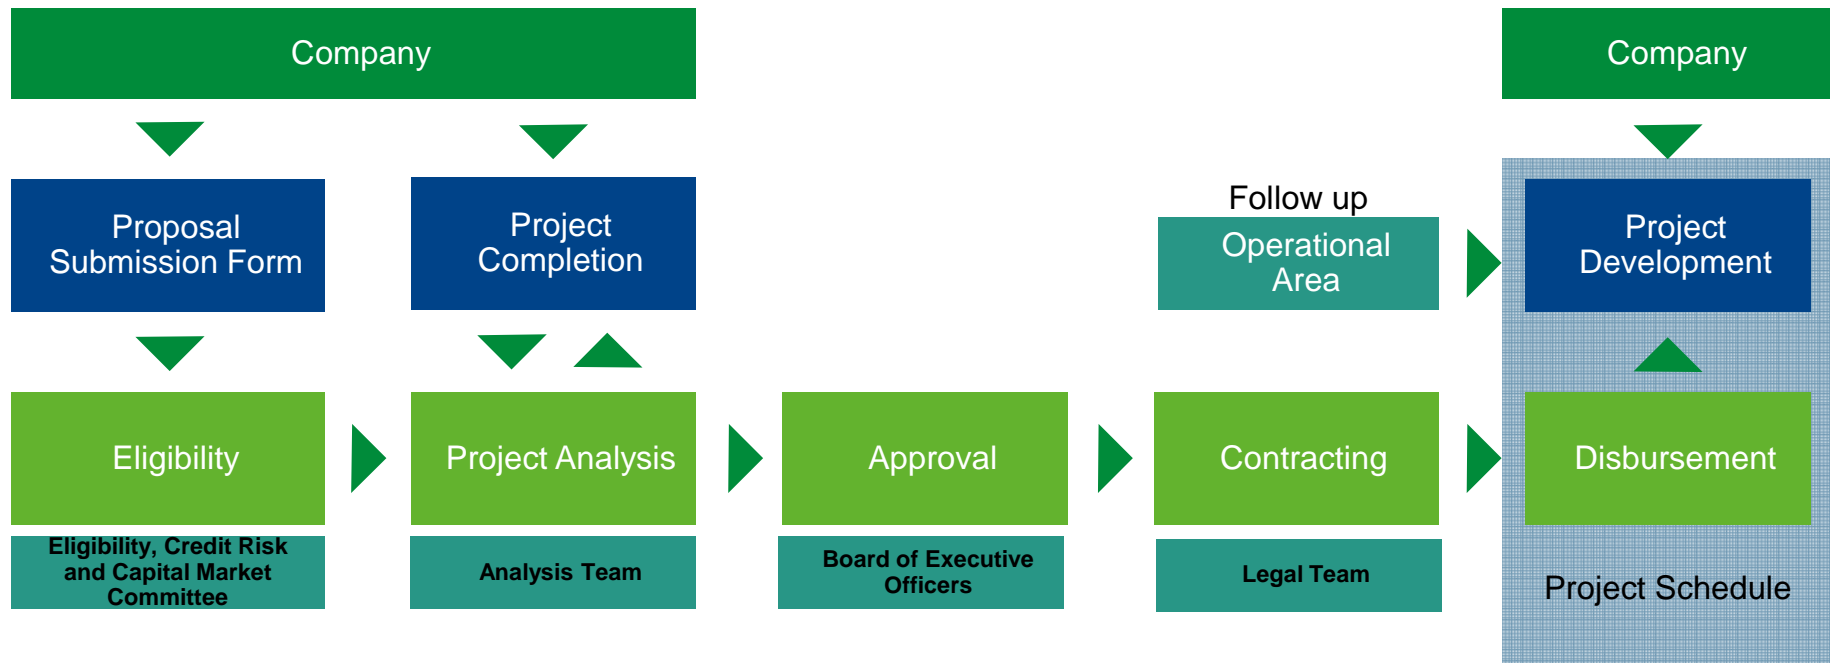 Company
Company
Proposal
Submission Form
Project
Completion
Follow up
Operational
Area
Project
Development
Eligibility
Project Analysis
Approval
Contracting
Disbursement
Eligibility, Credit Risk
and Capital Market
Committee
Analysis Team
Board of Executive
Officers
Legal Team
Project Schedule